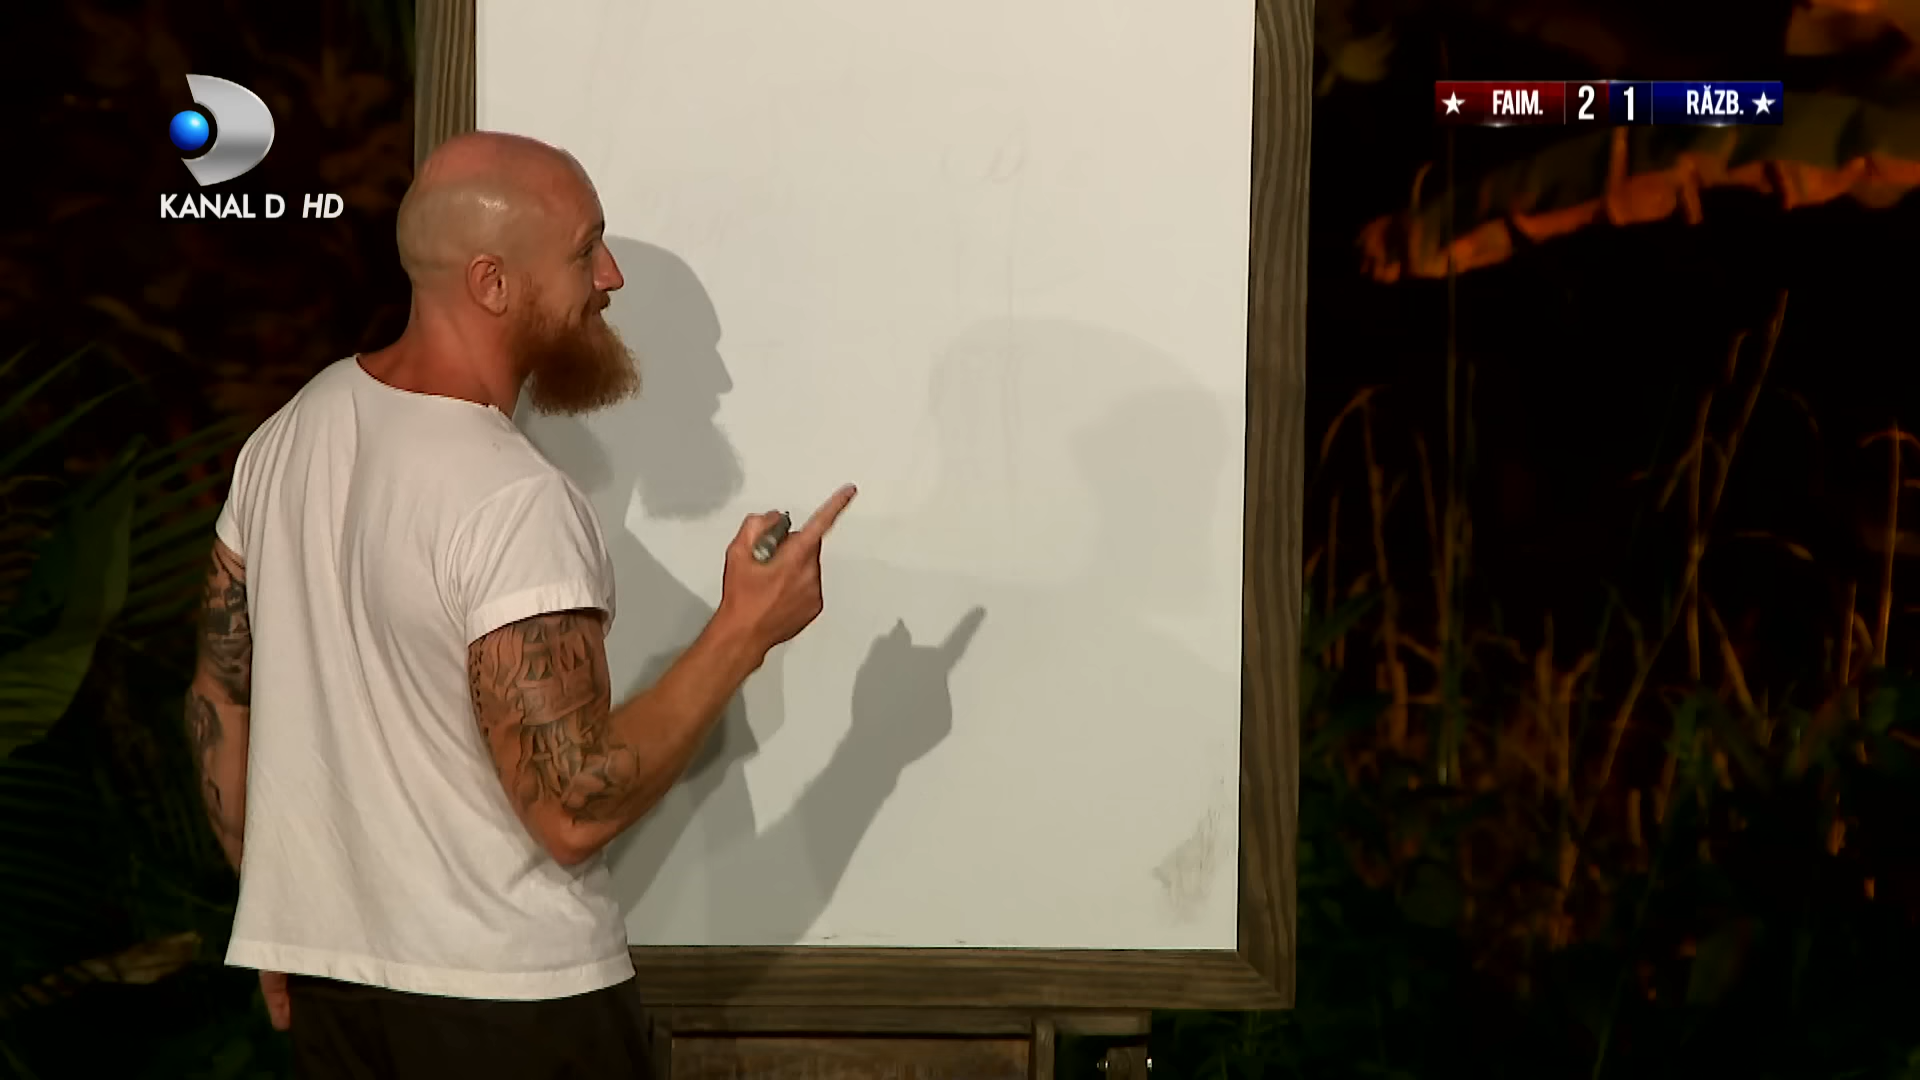 KANAL D HD
★ FAIM. 2 1 RĂZB. ★